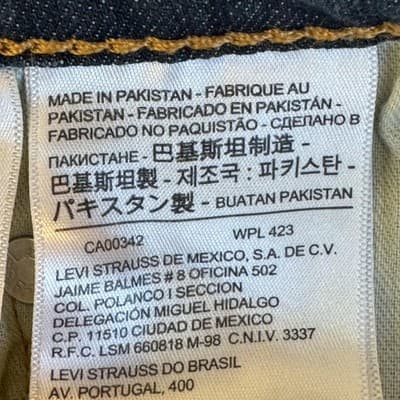 MADE IN PAKISTAN - FABRIQUE AU
PAKISTAN - FABRICADO EN PAKISTÁN -
FABRICADO NO PAQUISTÃO - СДЕЛАНО В
ПАКИСТАНЕ - 巴基斯坦制造 -
巴基斯坦製 - 제조국 : 파키스탄 -
パキスタン製 - BUATAN PAKISTAN
CA00342 WPL 423
LEVI STRAUSS DE MEXICO, S.A. DE C.V.
JAIME BALMES # 8 OFICINA 502
COL. POLANCO I SECCION
DELEGACIÓN MIGUEL HIDALGO
C.P. 11510 CIUDAD DE MEXICO
R.F.C. LSM 660818 M-98 C.N.I.V. 3337
LEVI STRAUSS DO BRASIL
AV. PORTUGAL, 400